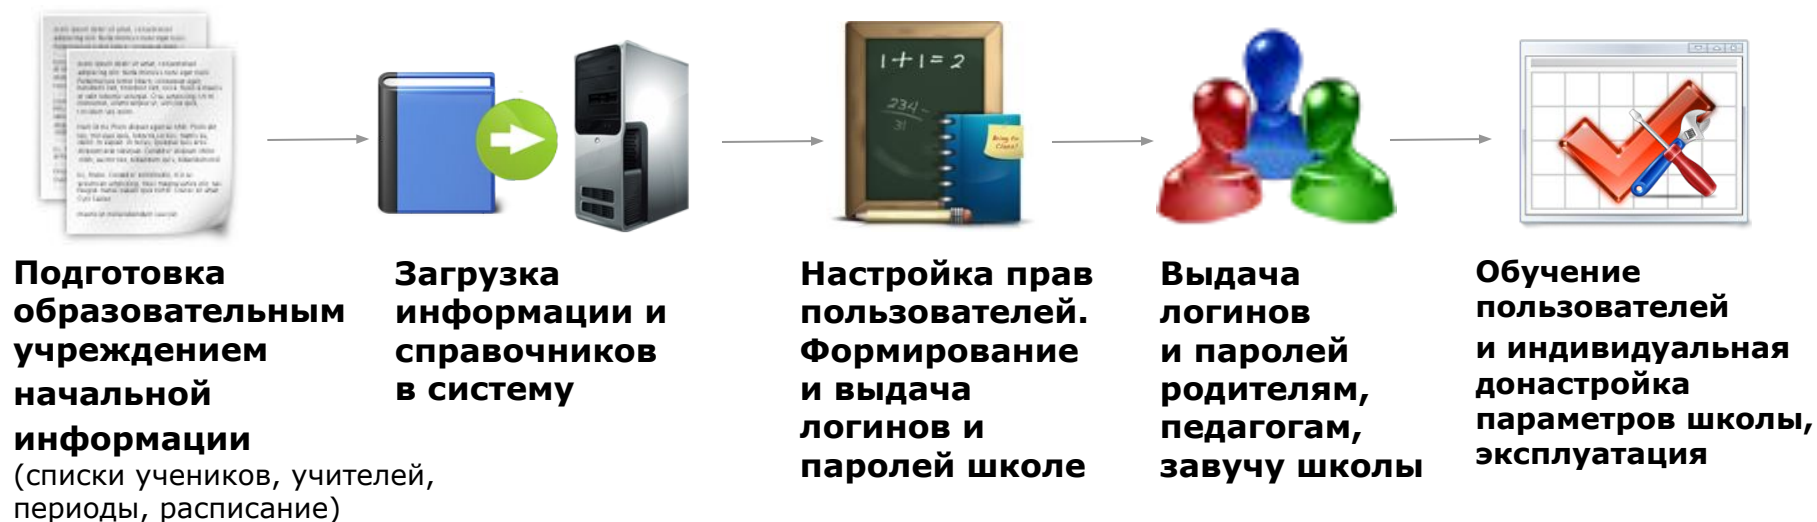 1+1=2
234-
31
Подготовка
образовательным
учреждением
начальной
информации
(списки учеников, учителей,
периоды, расписание)
Загрузка
информации и
справочников
в систему
Настройка прав
пользователей.
Формирование
и выдача
логинов и
паролей школе
Выдача
логинов
и паролей
родителям,
педагогам,
завучу школы
Обучение
пользователей
и индивидуальная
донастройка
параметров школы,
эксплуатация